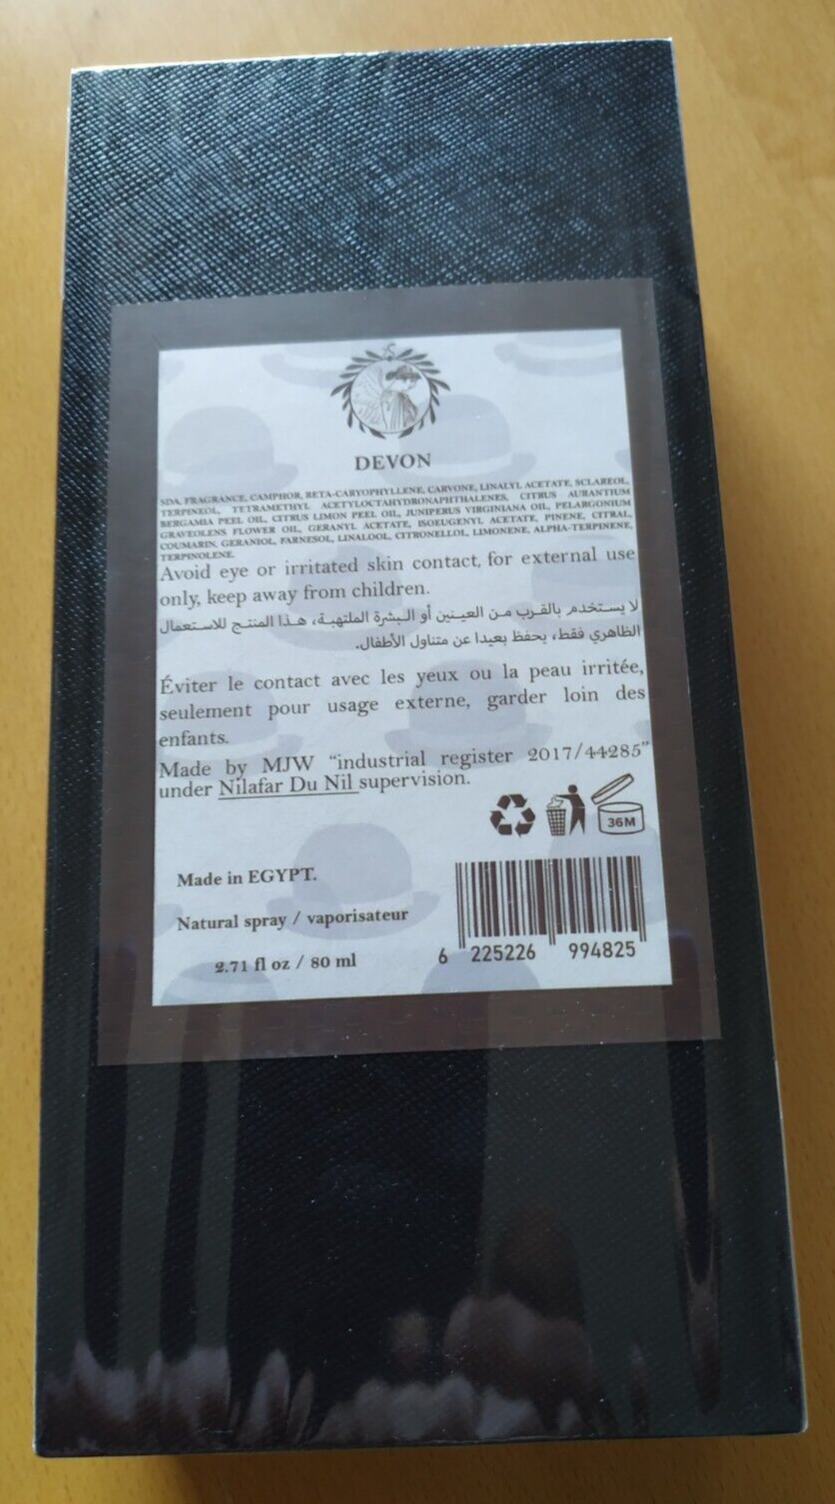 DEVON
SDA, FRAGRANCE, CAMPHOR, BETA-CARYOPHYLLENE, CARVONE, LINALYL ACETATE, SCLAREOL,
TERPINEOL, TETRAMETHYL ACETYLOCTAHYDRONAPHTHALENES, CITRUS AURANTIUM
BERGAMIA PEEL OIL, CITRUS LIMON PEEL OIL, JUNIPERUS VIRGINIANA OIL, PELARGONIUM
GRAVEOLENS FLOWER OIL, GERANYL ACETATE, ISOEUGENYL ACETATE, PINENE, CITRAL,
COUMARIN, GERANIOL, FARNESOL, LINALOOL, CITRONELLOL, LIMONENE, ALPHA-TERPINENE,
TERPINOLENE.
Avoid eye or irritated skin contact, for external use
only, keep away from children.
لا يستخدم بالقرب من العينين أو البشرة الملتهبة، هذا المنتج للاستعمال
الظاهري فقط، يحفظ بعيدا عن متناول الأطفال.
Éviter le contact avec les yeux ou la peau irritée,
seulement pour usage externe, garder loin des
enfants.
Made by MJW “industrial register 2017/44285”
under Nilafar Du Nil supervision.
36M
Made in EGYPT.
Natural spray / vaporisateur
2.71 fl oz / 80 ml
6 225226 994825